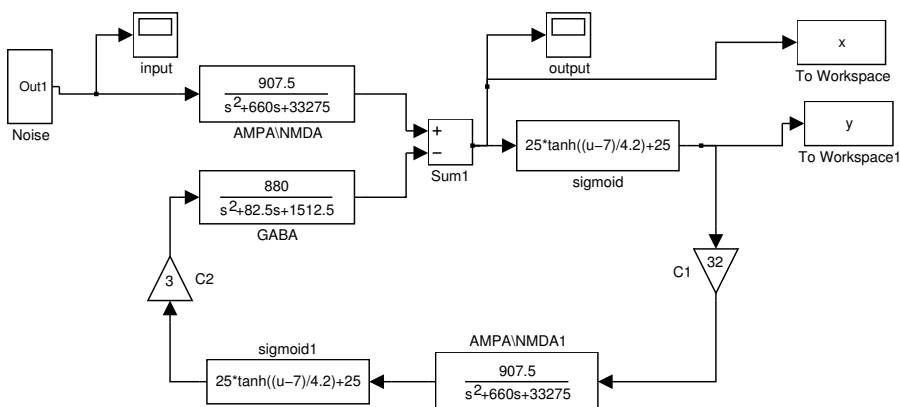 input
output
x
To Workspace
Out1
Noise
907.5
s²+660s+33275
AMPA\NMDA
+
−
Sum1
25*tanh((u−7)/4.2)+25
sigmoid
y
To Workspace1
880
s²+82.5s+1512.5
GABA
3
C2
32
C1
sigmoid1
25*tanh((u−7)/4.2)+25
AMPA\NMDA1
907.5
s²+660s+33275